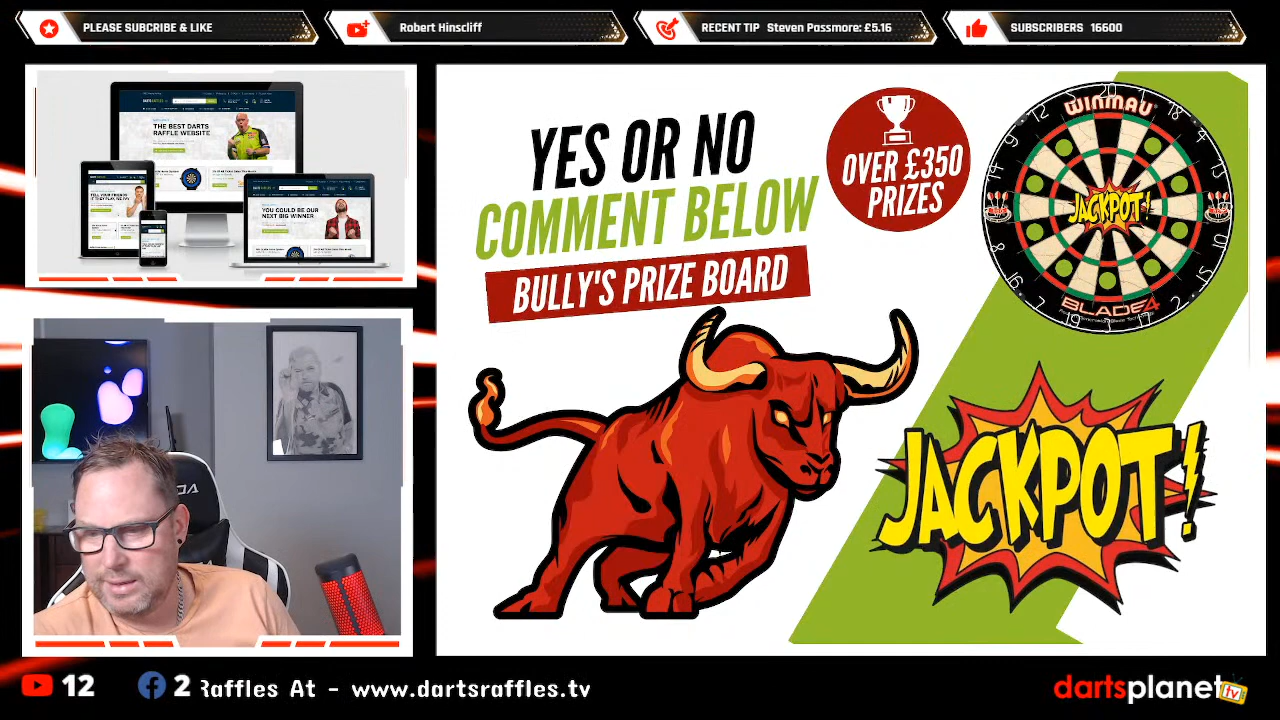 PLEASE SUBCRIBE & LIKE
Robert Hinscliff
RECENT TIP Steven Passmore: £5.16
SUBSCRIBERS 16600
THE BEST DARTS
RAFFLE WEBSITE
YOU COULD BE OUR
NEXT BIG WINNER
YES OR NO
COMMENT BELOW
BULLY'S PRIZE BOARD
OVER £350
PRIZES
WINMAU
JACKPOT!
BLADE4
JACKPOT!
12
2
Raffles At - www.dartsraffles.tv
dartsplanet tv